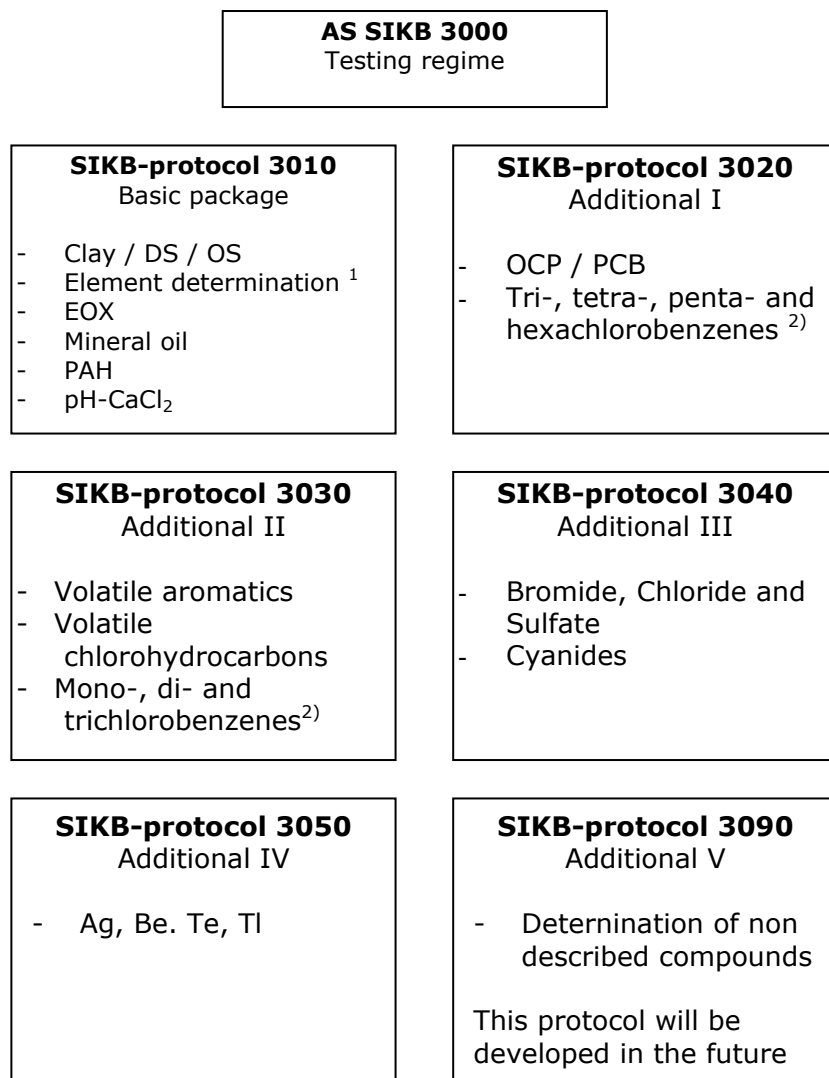 AS SIKB 3000
Testing regime
SIKB-protocol 3010
Basic package
- Clay / DS / OS
- Element determination ¹
- EOX
- Mineral oil
- PAH
- pH-CaCl₂
SIKB-protocol 3020
Additional I
- OCP / PCB
- Tri-, tetra-, penta- and
hexachlorobenzenes ²⁾
SIKB-protocol 3030
Additional II
- Volatile aromatics
- Volatile
chlorohydrocarbons
- Mono-, di- and
trichlorobenzenes²⁾
SIKB-protocol 3040
Additional III
- Bromide, Chloride and
Sulfate
- Cyanides
SIKB-protocol 3050
Additional IV
- Ag, Be. Te, Tl
SIKB-protocol 3090
Additional V
- Deternination of non
described compounds
This protocol will be
developed in the future